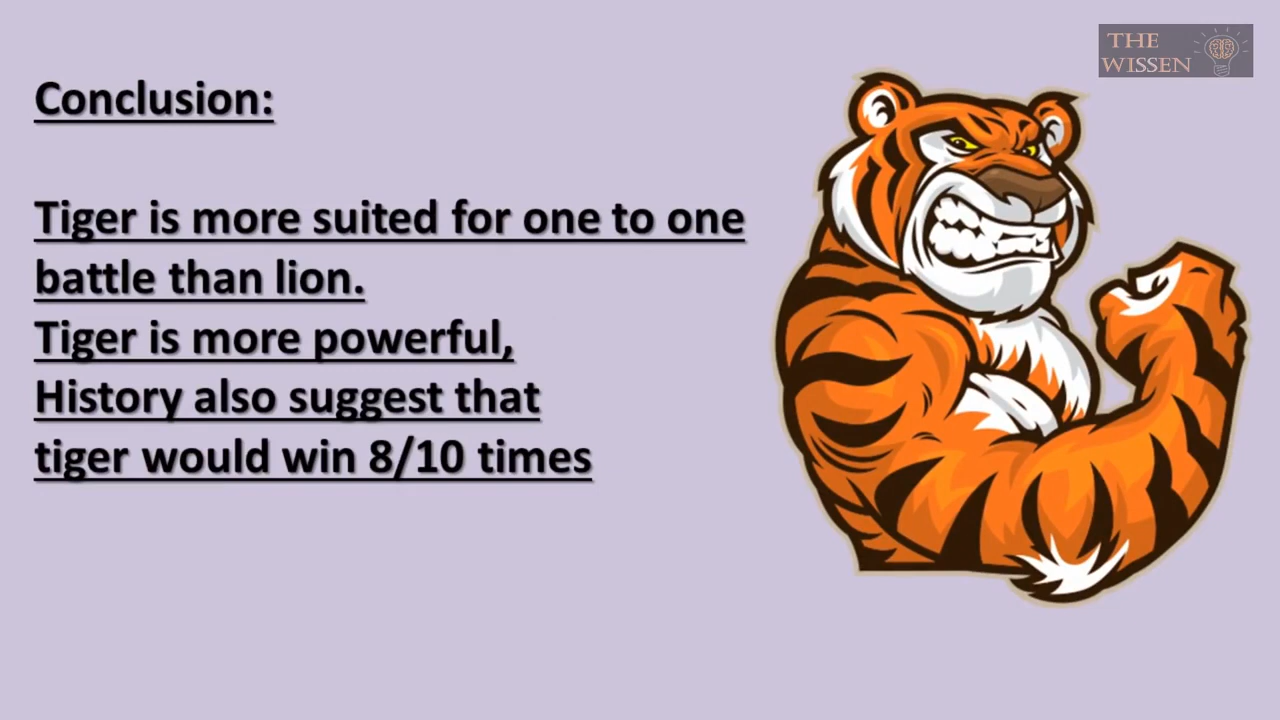 THE
WISSEN
Conclusion:
Tiger is more suited for one to one
battle than lion.
Tiger is more powerful,
History also suggest that
tiger would win 8/10 times